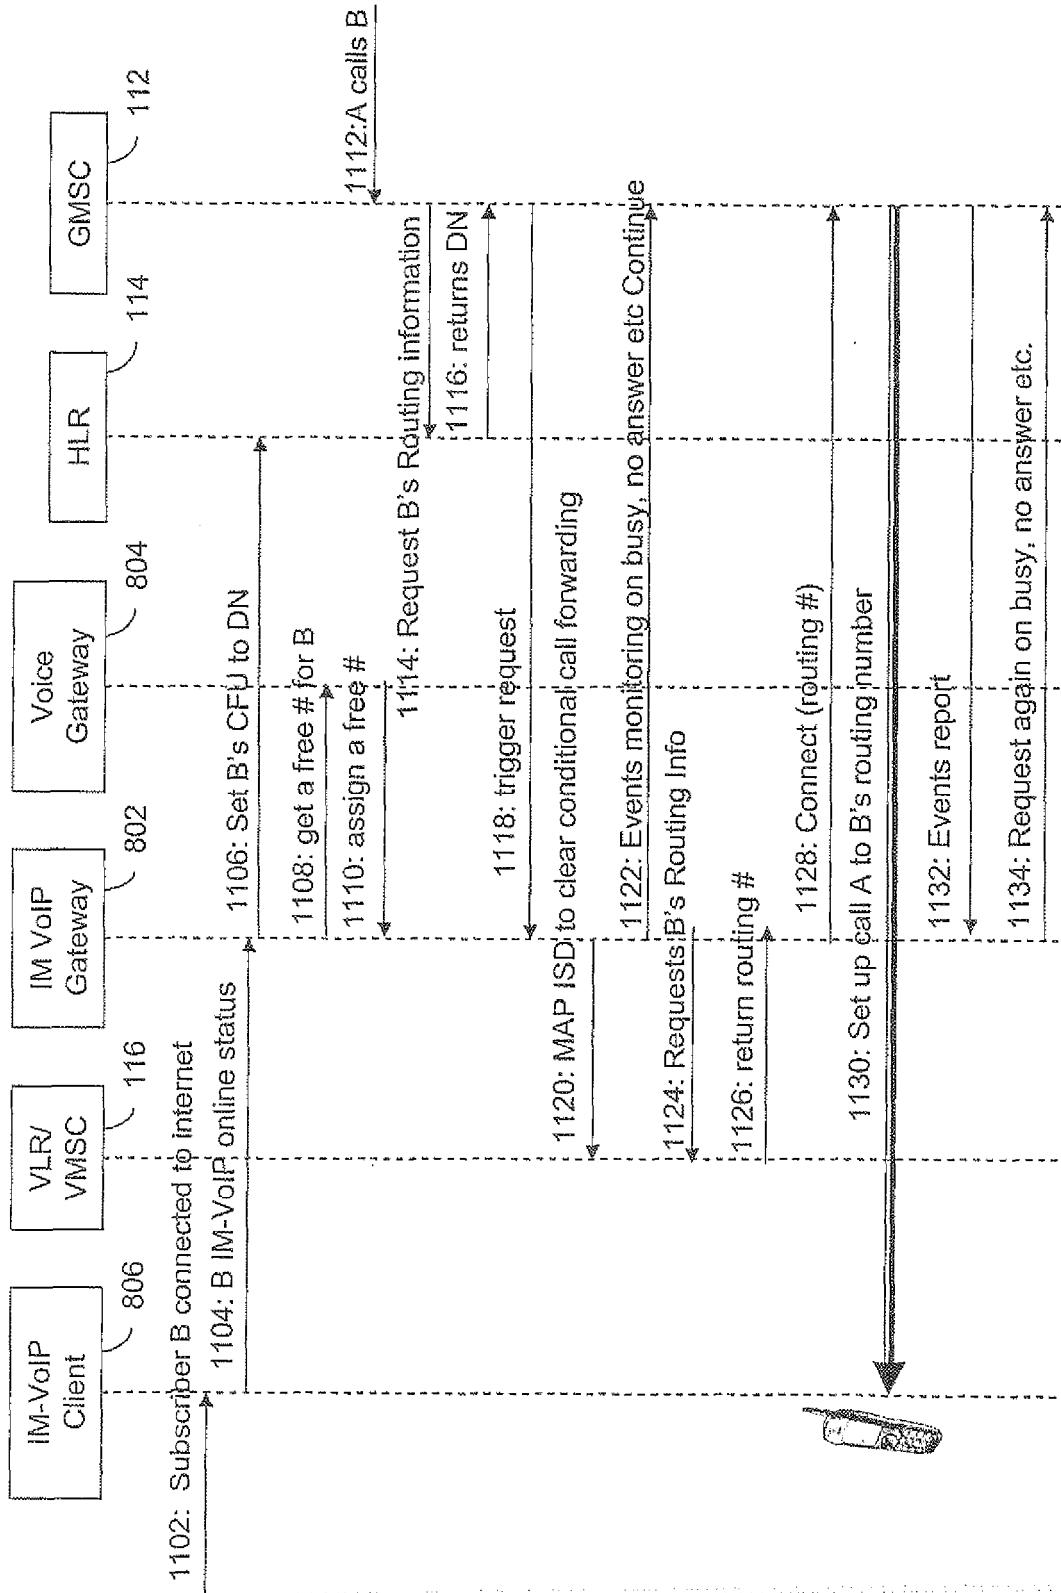 IM-VoIP
Client
806
VLR/
VMSC
116
IM VoIP
Gateway
802
Voice
Gateway
804
HLR
114
GMSC
112
1102: Subscriber B connected to internet
1104: B IM-VoIP online status
1106: Set B's CFU to DN
1108: get a free # for B
1110: assign a free #
1112:A calls B
1114: Request B's Routing information
1116: returns DN
1118: trigger request
1120: MAP ISD to clear conditional call forwarding
1122: Events monitoring on busy, no answer etc Continue
1124: Requests B's Routing Info
1126: return routing #
1128: Connect (routing #)
1130: Set up call A to B's routing number
1132: Events report
1134: Request again on busy, no answer etc.